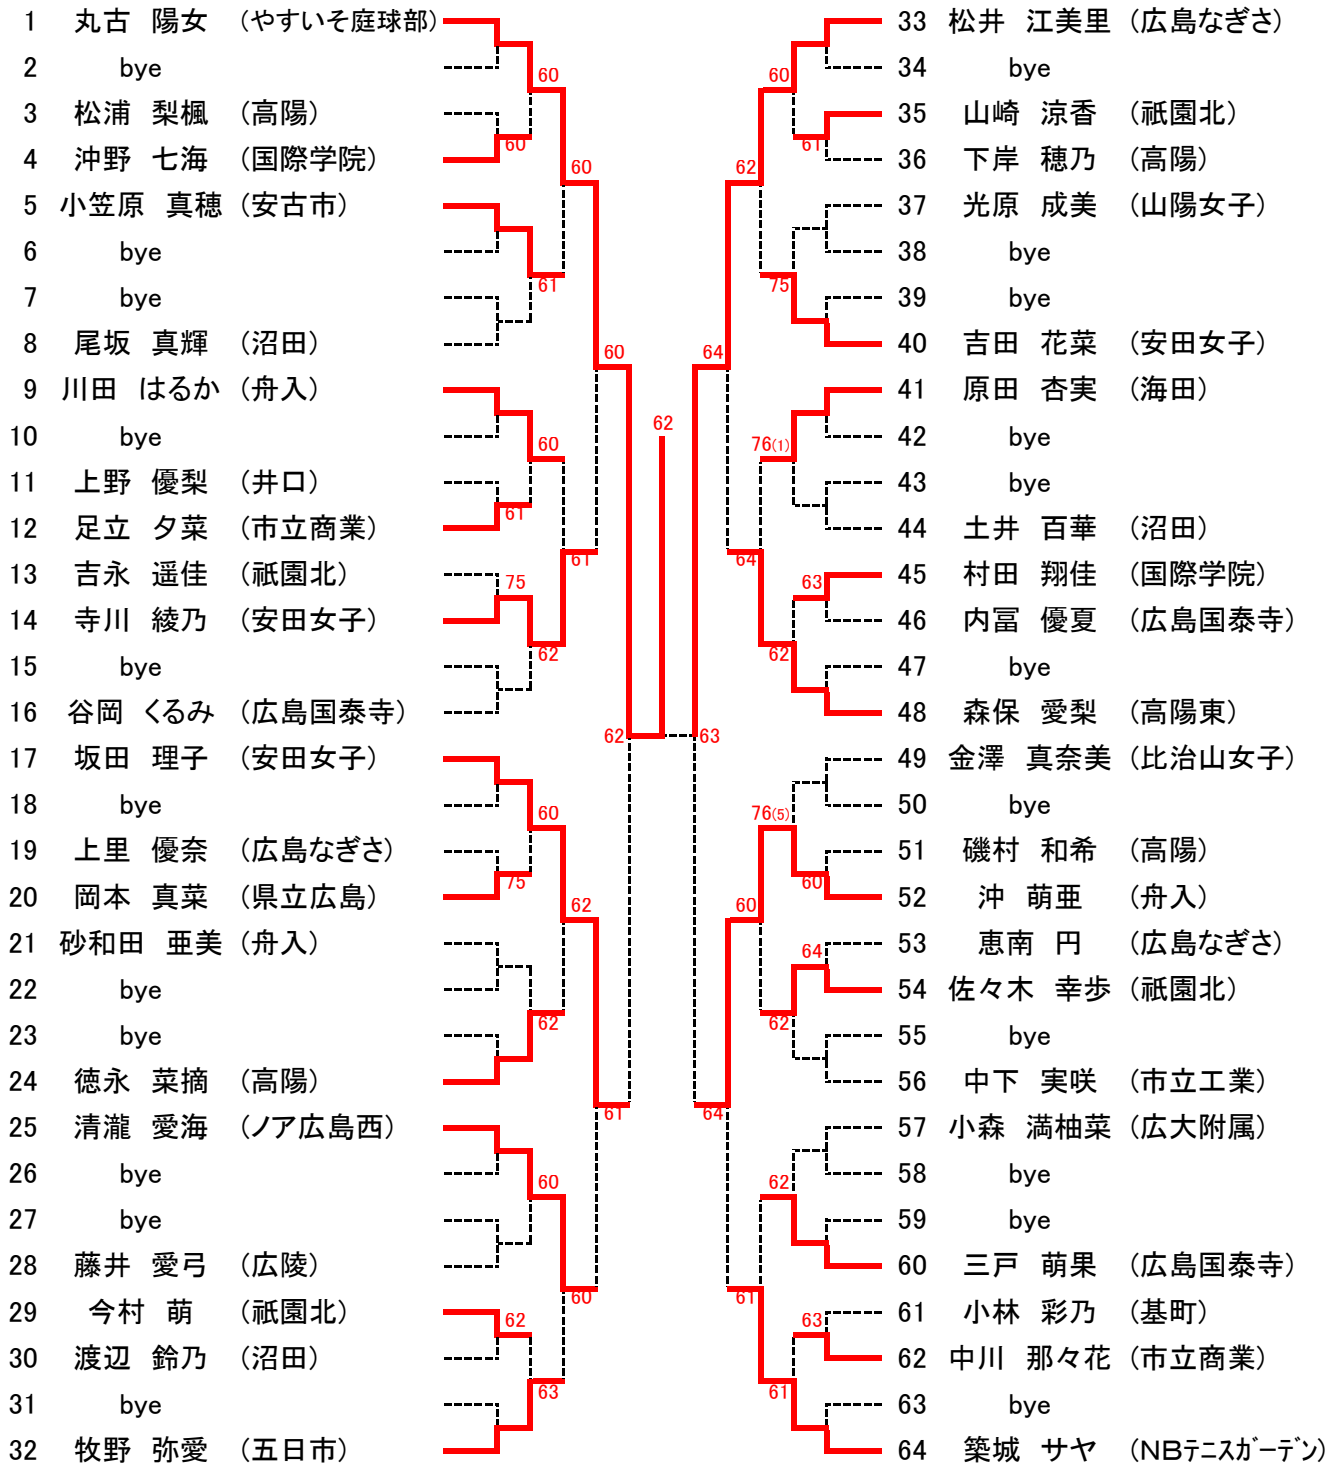 1 丸古 陽女 (やすいそ庭球部)
2 bye
60
3 松浦 梨楓 (高陽)
60
4 沖野 七海 (国際学院)
60
5 小笠原 真穂 (安古市)
6 bye
61
7 bye
8 尾坂 真輝 (沼田)
60
9 川田 はるか (舟入)
10 bye
60
11 上野 優梨 (井口)
61
12 足立 夕菜 (市立商業)
61
13 吉永 遥佳 (祇園北)
75
14 寺川 綾乃 (安田女子)
62
15 bye
16 谷岡 くるみ (広島国泰寺)
62
17 坂田 理子 (安田女子)
18 bye
60
19 上里 優奈 (広島なぎさ)
75
20 岡本 真菜 (県立広島)
62
21 砂和田 亜美 (舟入)
22 bye
62
23 bye
24 徳永 菜摘 (高陽)
61
25 清瀧 愛海 (ノア広島西)
26 bye
60
27 bye
28 藤井 愛弓 (広陵)
60
29 今村 萌 (祇園北)
62
30 渡辺 鈴乃 (沼田)
63
31 bye
32 牧野 弥愛 (五日市)
62
33 松井 江美里 (広島なぎさ)
60
34 bye
35 山崎 涼香 (祇園北)
61
36 下岸 穂乃 (高陽)
62
37 光原 成美 (山陽女子)
38 bye
75
39 bye
40 吉田 花菜 (安田女子)
64
41 原田 杏実 (海田)
76(1)
42 bye
43 bye
44 土井 百華 (沼田)
64
45 村田 翔佳 (国際学院)
63
46 内冨 優夏 (広島国泰寺)
62
47 bye
48 森保 愛梨 (高陽東)
63
49 金澤 真奈美 (比治山女子)
50 bye
76(5)
51 磯村 和希 (高陽)
60
52 沖 萌亜 (舟入)
60
53 恵南 円 (広島なぎさ)
64
54 佐々木 幸歩 (祇園北)
62
55 bye
56 中下 実咲 (市立工業)
64
57 小森 満柚菜 (広大附属)
58 bye
62
59 bye
60 三戸 萌果 (広島国泰寺)
61
61 小林 彩乃 (基町)
63
62 中川 那々花 (市立商業)
61
63 bye
64 築城 サヤ (NBテニスガーデン)